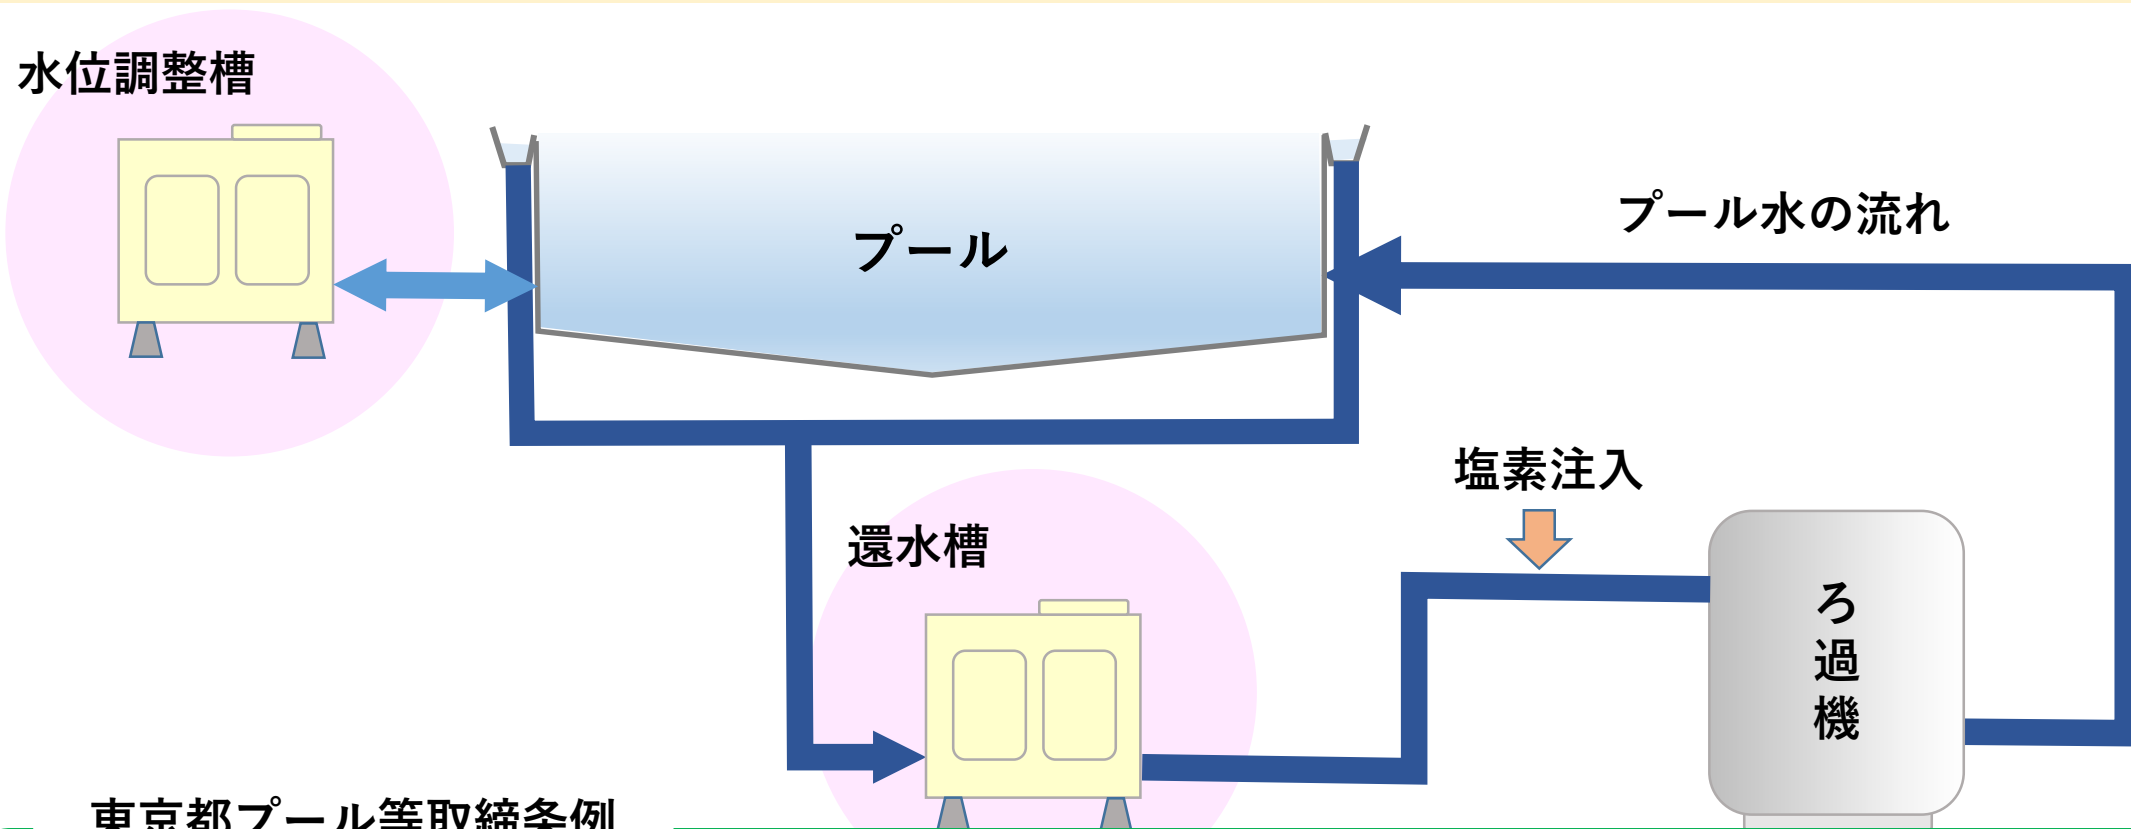 水位調整槽
プール
プール水の流れ
塩素注入
還水槽
ろ過機
東京都プール等取締条例